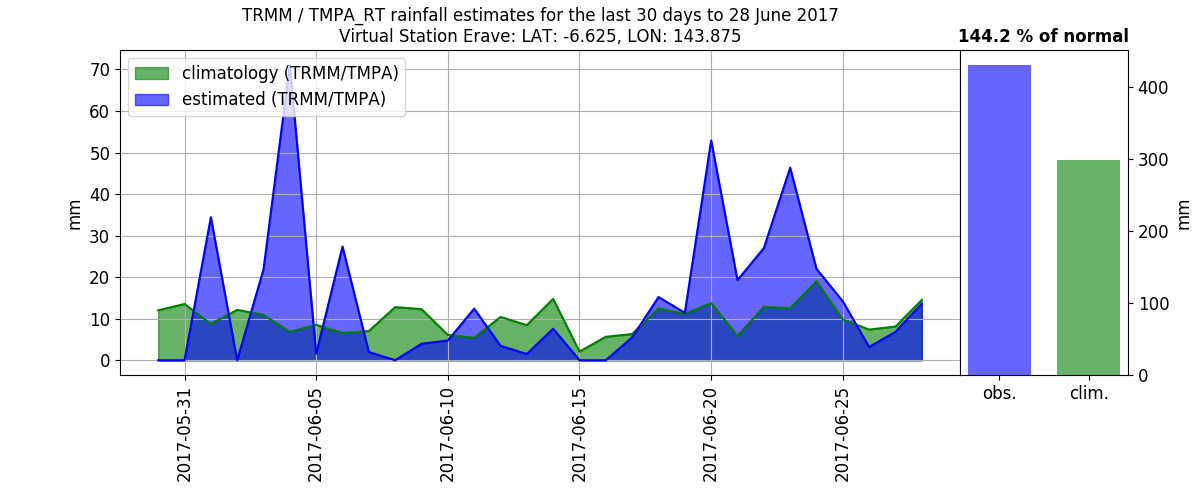 TRMM / TMPA_RT rainfall estimates for the last 30 days to 28 June 2017
Virtual Station Erave: LAT: -6.625, LON: 143.875
144.2 % of normal
climatology (TRMM/TMPA)
estimated (TRMM/TMPA)
mm
70
60
50
40
30
20
10
0
2017-05-31
2017-06-05
2017-06-10
2017-06-15
2017-06-20
2017-06-25
400
300
200
100
0
mm
obs.
clim.